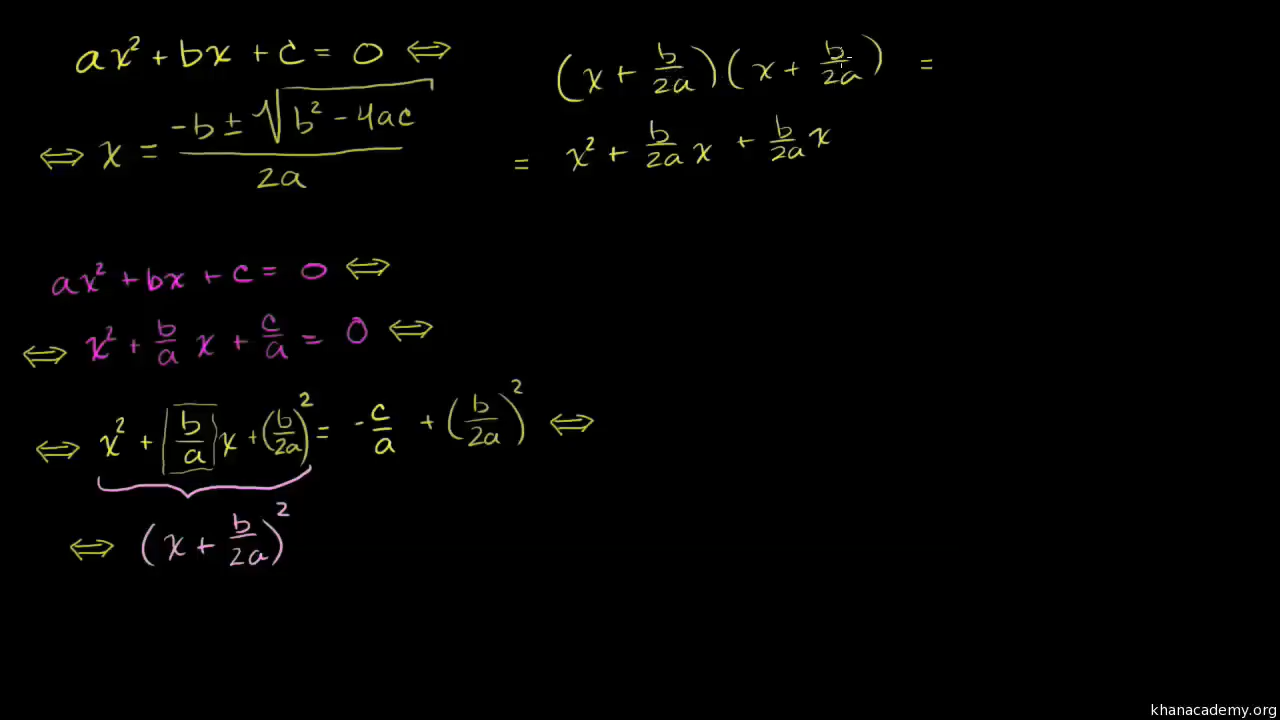 ax² + bx + c = 0 ⇔
⇔ x = (-b ± √(b² - 4ac))/(2a)
(x + b/2a)(x + b/2a) =
= x² + b/2a x + b/2a x
ax² + bx + c = 0 ⇔
⇔ x² + b/a x + c/a = 0 ⇔
⇔ x² + b/a x + (b/2a)² = -c/a + (b/2a)² ⇔
⇔ (x + b/2a)²
khanacademy.org